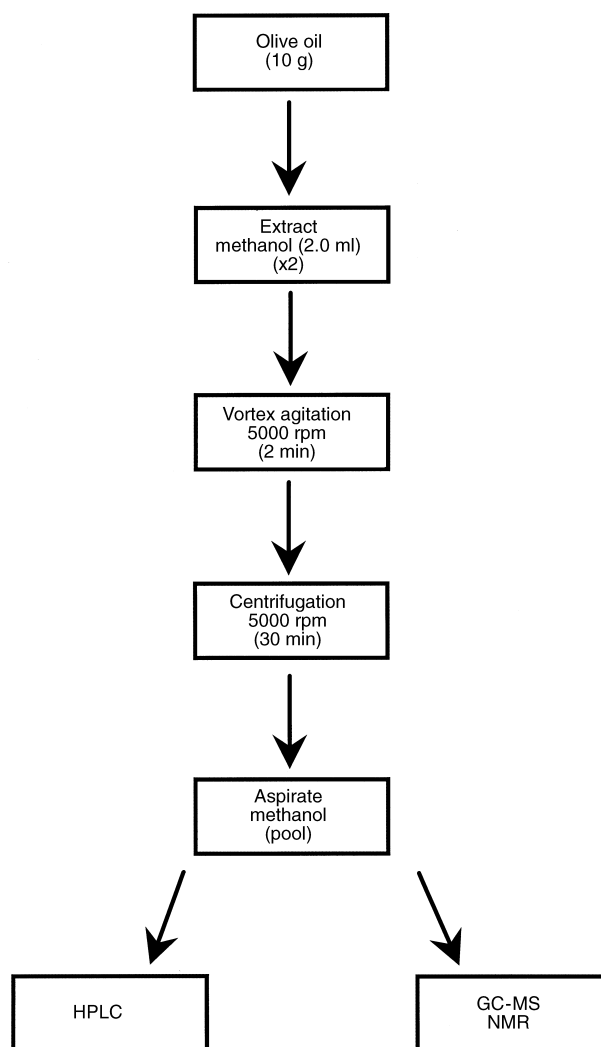 Olive oil
(10 g)
Extract
methanol (2.0 ml)
(x2)
Vortex agitation
5000 rpm
(2 min)
Centrifugation
5000 rpm
(30 min)
Aspirate
methanol
(pool)
HPLC
GC-MS
NMR